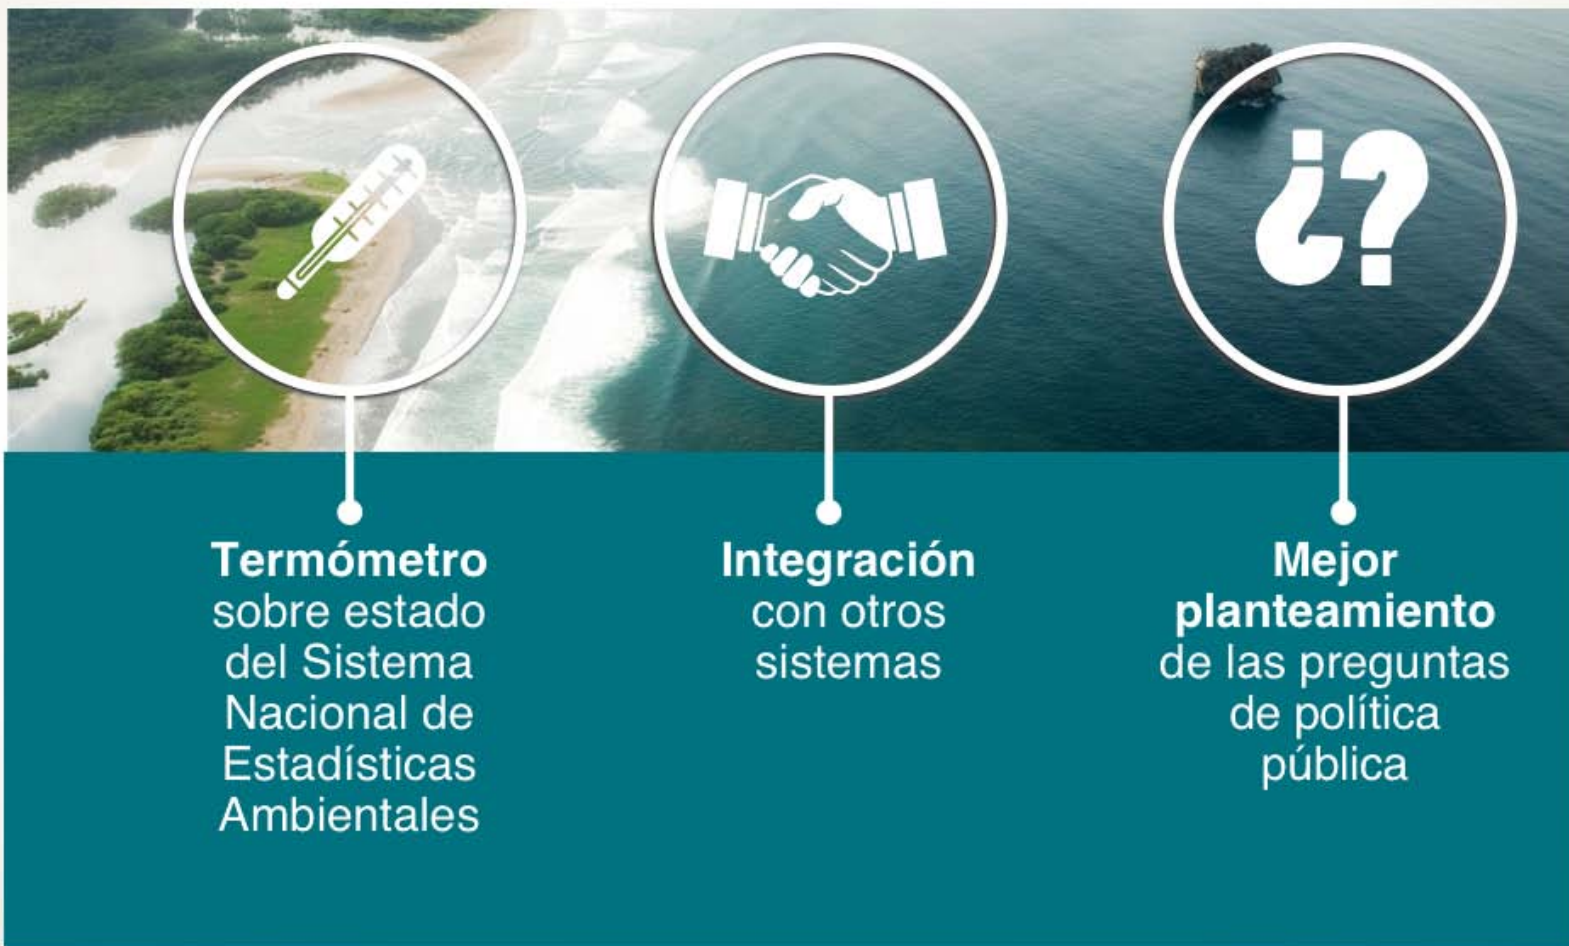 ¿?
Termómetro
sobre estado
del Sistema
Nacional de
Estadísticas
Ambientales
Integración
con otros
sistemas
Mejor
planteamiento
de las preguntas
de política
pública